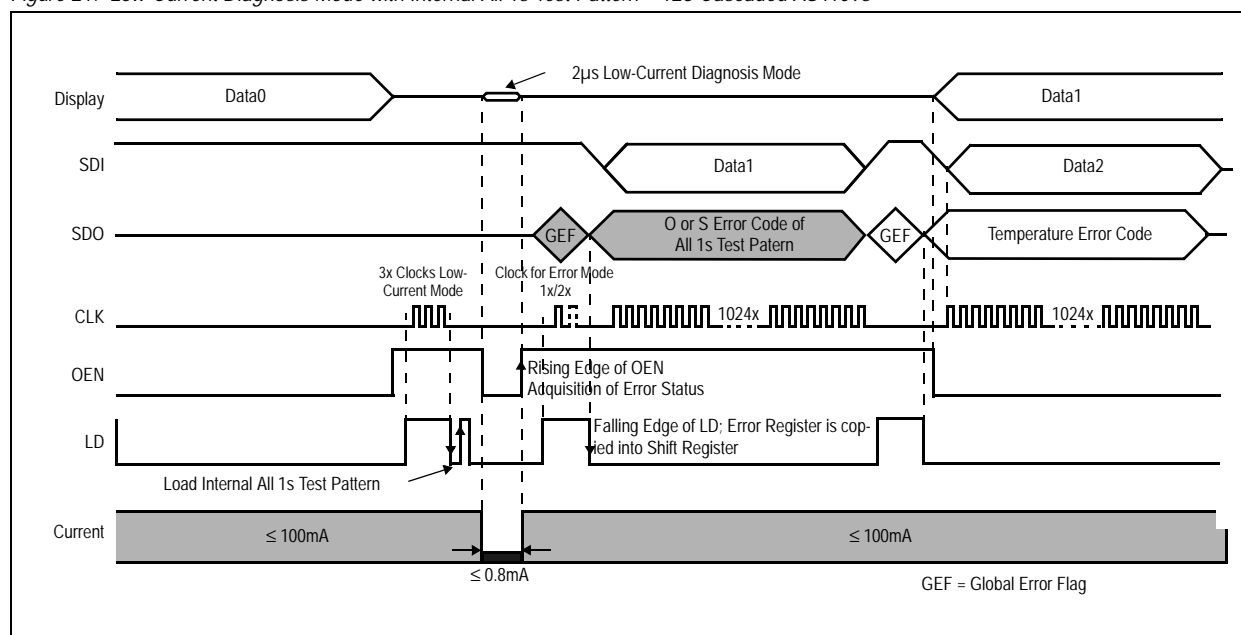 Display
Data0
2µs Low-Current Diagnosis Mode
Data1
SDI
Data1
Data2
SDO
GEF
O or S Error Code of
All 1s Test Patern
GEF
Temperature Error Code
3x Clocks Low-
Current Mode
Clock for Error Mode
1x/2x
CLK
1024x
1024x
OEN
Rising Edge of OEN
Acquisition of Error Status
LD
Falling Edge of LD; Error Register is cop-
ied into Shift Register
Load Internal All 1s Test Pattern
Current
≤ 100mA
≤ 100mA
≤ 0.8mA
GEF = Global Error Flag